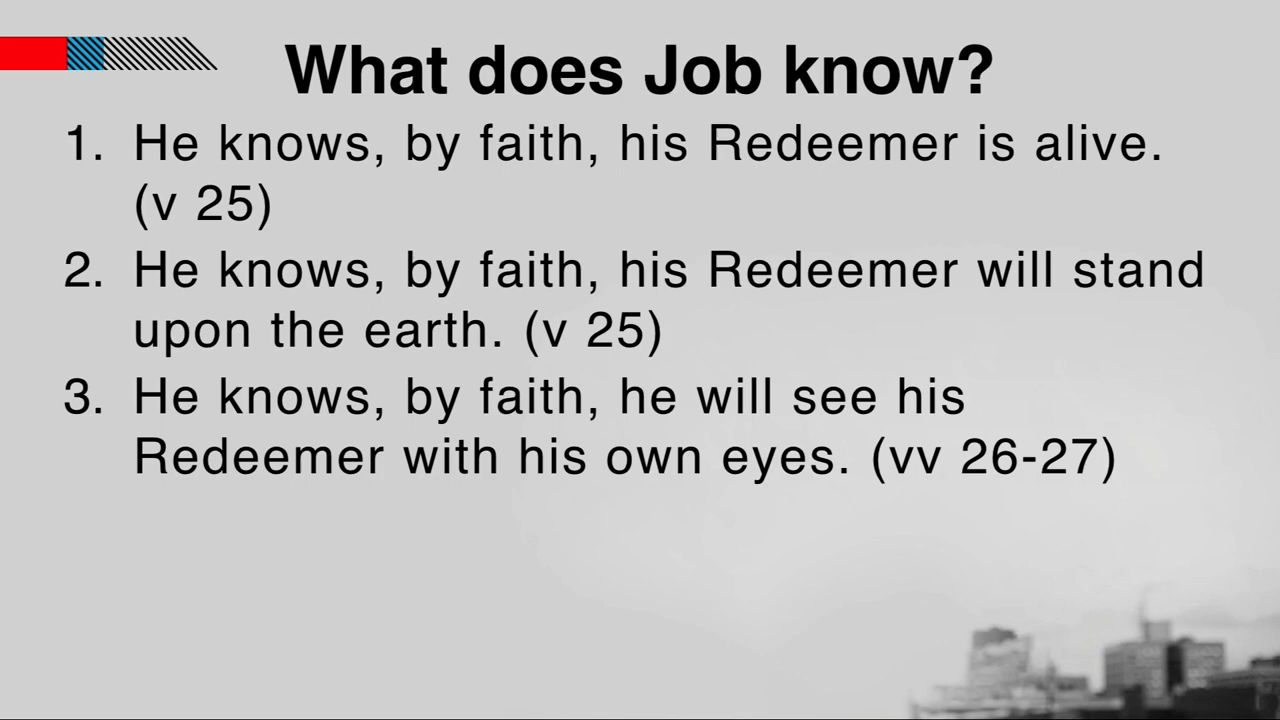 What does Job know?
1. He knows, by faith, his Redeemer is alive.
(v 25)
2. He knows, by faith, his Redeemer will stand
upon the earth. (v 25)
3. He knows, by faith, he will see his
Redeemer with his own eyes. (vv 26-27)